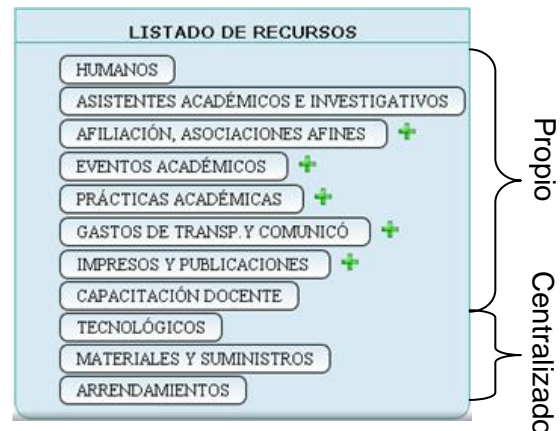 LISTADO DE RECURSOS
HUMANOS
ASISTENTES ACADÉMICOS E INVESTIGATIVOS
AFILIACIÓN, ASOCIACIONES AFINES
EVENTOS ACADÉMICOS
PRÁCTICAS ACADÉMICAS
GASTOS DE TRANSP.Y COMUNICÓ
IMPRESOS Y PUBLICACIONES
CAPACITACIÓN DOCENTE
TECNOLÓGICOS
MATERIALES Y SUMINISTROS
ARRENDAMIENTOS
Propio
Centralizado